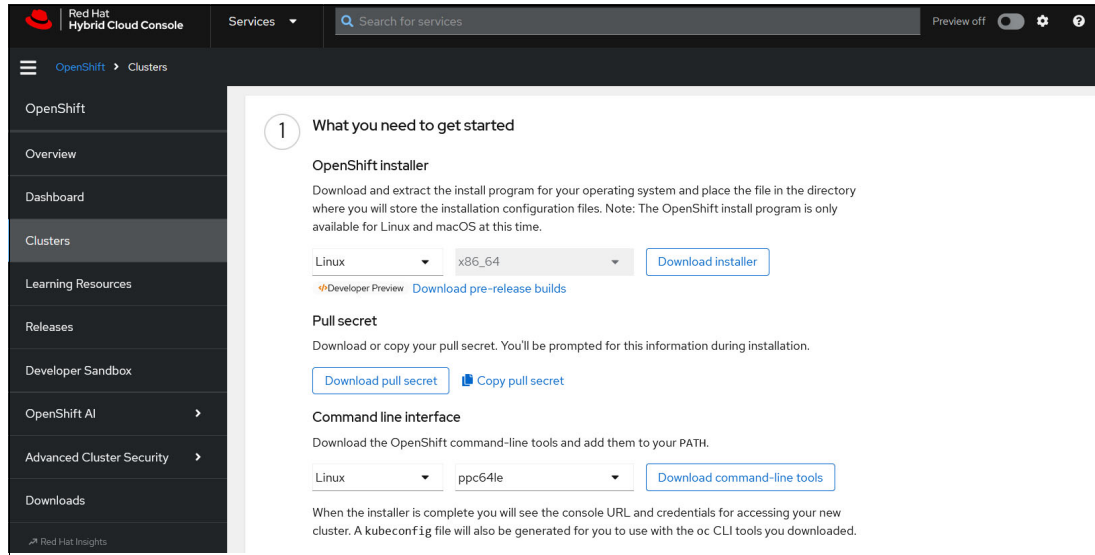 Red Hat
Hybrid Cloud Console
Services
Search for services
Preview off
OpenShift > Clusters
OpenShift
Overview
Dashboard
Clusters
Learning Resources
Releases
Developer Sandbox
OpenShift AI
Advanced Cluster Security
Downloads
Red Hat Insights
1
What you need to get started
OpenShift installer
Download and extract the install program for your operating system and place the file in the directory
where you will store the installation configuration files. Note: The OpenShift install program is only
available for Linux and macOS at this time.
Linux
x86_64
Download installer
</>Developer Preview Download pre-release builds
Pull secret
Download or copy your pull secret. You'll be prompted for this information during installation.
Download pull secret
Copy pull secret
Command line interface
Download the OpenShift command-line tools and add them to your PATH.
Linux
ppc64le
Download command-line tools
When the installer is complete you will see the console URL and credentials for accessing your new
cluster. A kubeconfig file will also be generated for you to use with the oc CLI tools you downloaded.